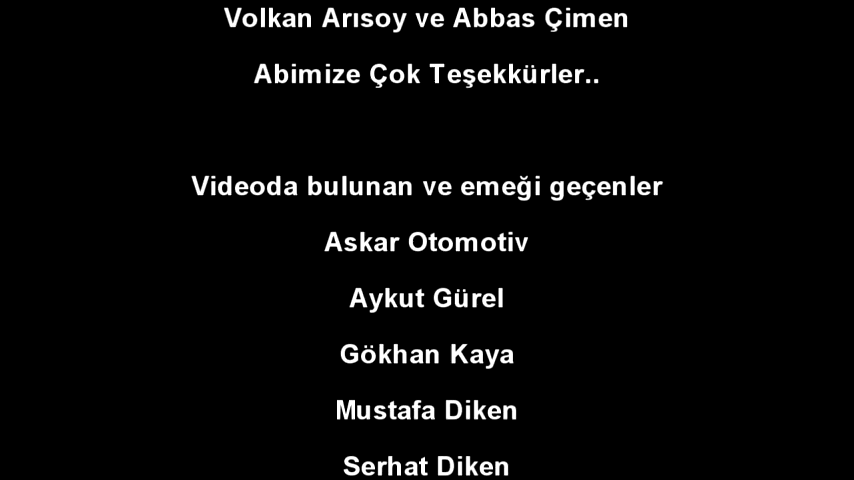 Volkan Arısoy ve Abbas Çimen
Abimize Çok Teşekkürler..
Videoda bulunan ve emeği geçenler
Askar Otomotiv
Aykut Gürel
Gökhan Kaya
Mustafa Diken
Serhat Diken